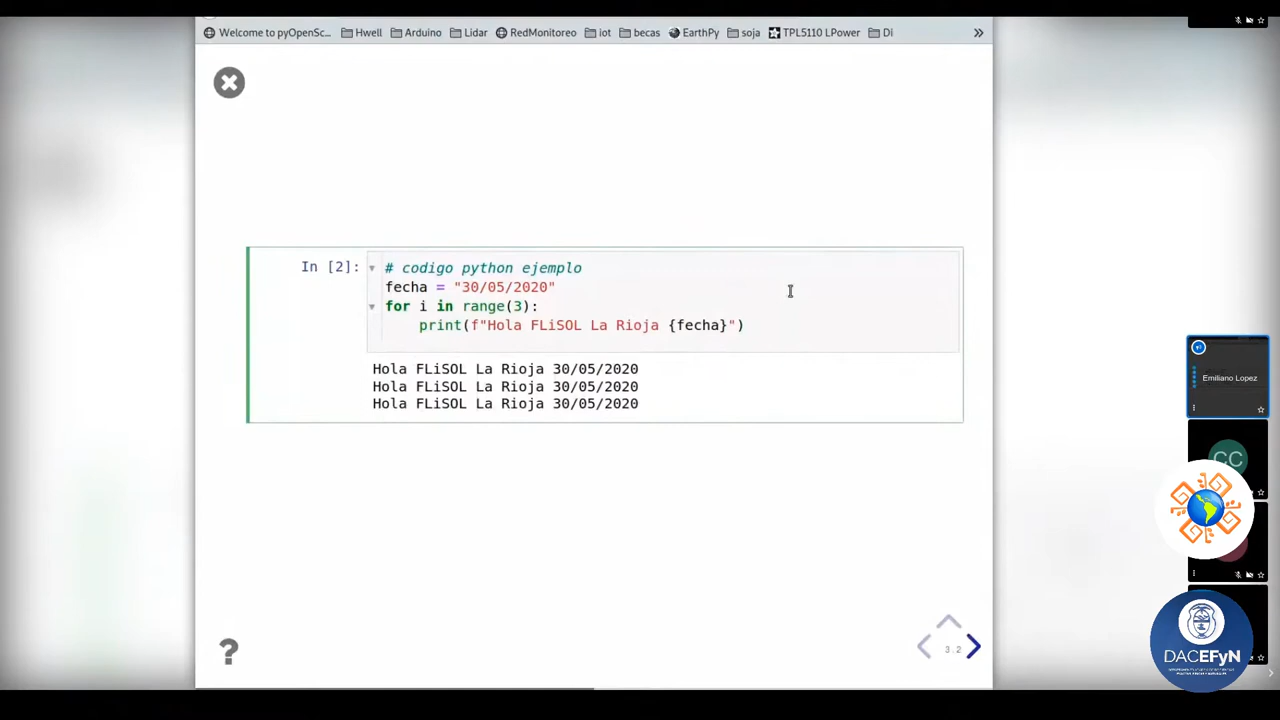 Welcome to pyOpenSc... Hwell Arduino Lidar RedMonitoreo iot becas EarthPy soja TPL5110 LPower Di »
In [2]:
# codigo python ejemplo
fecha = "30/05/2020"
for i in range(3):
print(f"Hola FLiSOL La Rioja {fecha}")
Hola FLiSOL La Rioja 30/05/2020
Hola FLiSOL La Rioja 30/05/2020
Hola FLiSOL La Rioja 30/05/2020
Emiliano Lopez
CC
DACEFyN
?
3.2